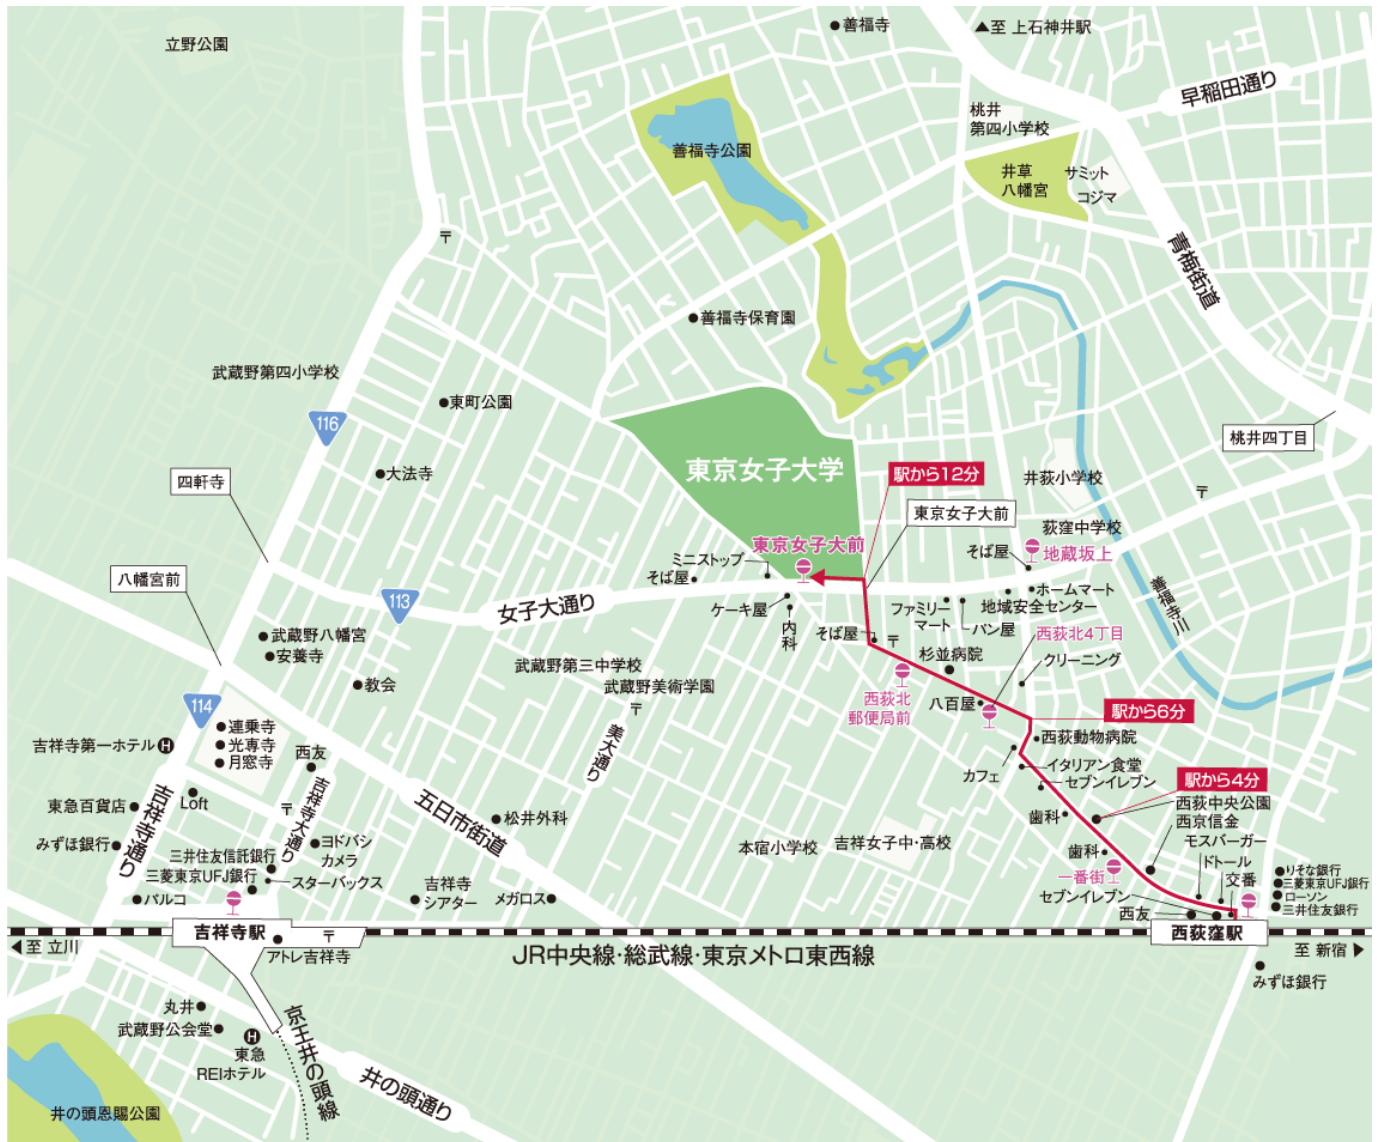 立野公園
善福寺
▲至 上石神井駅
早稲田通り
桃井
第四小学校
善福寺公園
井草
八幡宮
サミット
コジマ
〒
青梅街道
善福寺保育園
武蔵野第四小学校
東町公園
116
桃井四丁目
大法寺
東京女子大学
駅から12分
井荻小学校
四軒寺
〒
東京女子大前
荻窪中学校
地蔵坂上
そば屋
東京女子大前
ミニストップ
そば屋
八幡宮前
113
女子大通り
ケーキ屋
内科
ファミリー
マート
パン屋
地域安全センター
ホームマート
善福寺川
そば屋
〒
西荻北4丁目
武蔵野八幡宮
安養寺
杉並病院
クリーニング
武蔵野第三中学校
武蔵野美術学園
〒
教会
西荻北
郵便局前
八百屋
駅から6分
114
連乗寺
光専寺
月窓寺
美大通り
西荻動物病院
吉祥寺第一ホテル
H
西友
カフェ
イタリアン食堂
セブンイレブン
駅から4分
吉祥寺通り
東急百貨店
Loft
〒
吉祥寺大通り
五日市街道
松井外科
歯科
西荻中央公園
西京信金
モスバーガー
みずほ銀行
ヨドバシ
カメラ
本宿小学校
吉祥女子中・高校
歯科
ドトール
三井住友信託銀行
三菱東京UFJ銀行
スターバックス
一番街
交番
りそな銀行
三菱東京UFJ銀行
ローソン
三井住友銀行
パルコ
吉祥寺
シアター
メガロス
セブンイレブン
西友
吉祥寺駅
〒
西荻窪駅
◀至 立川
アトレ吉祥寺
JR中央線・総武線・東京メトロ東西線
至 新宿▶
みずほ銀行
丸井
武蔵野公会堂
H
東急
REIホテル
京王井の頭線
井の頭通り
井の頭恩賜公園